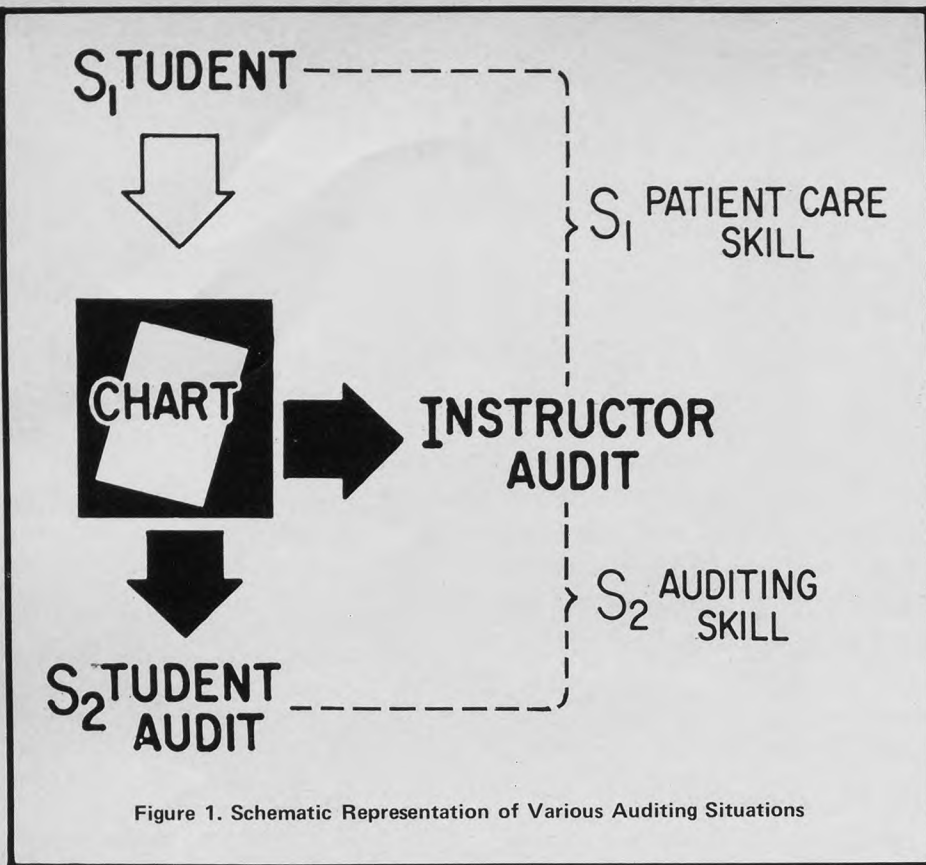 S₁TUDENT
S₁ PATIENT CARE
SKILL
CHART
INSTRUCTOR
AUDIT
S₂ AUDITING
SKILL
S₂TUDENT
AUDIT
Figure 1. Schematic Representation of Various Auditing Situations